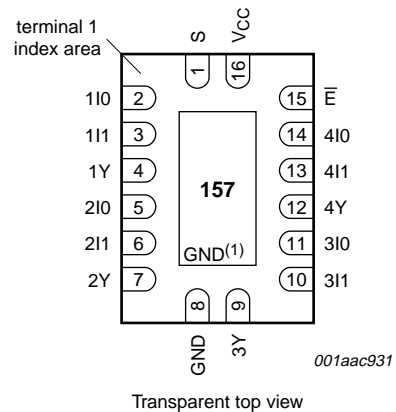 terminal 1
index area
S
VCC
1
16
1I0 2
15 E̅
1I1 3
14 4I0
1Y 4
13 4I1
2I0 5
157
12 4Y
2I1 6
11 3I0
GND(1)
2Y 7
10 3I1
8
9
GND
3Y
001aac931
Transparent top view